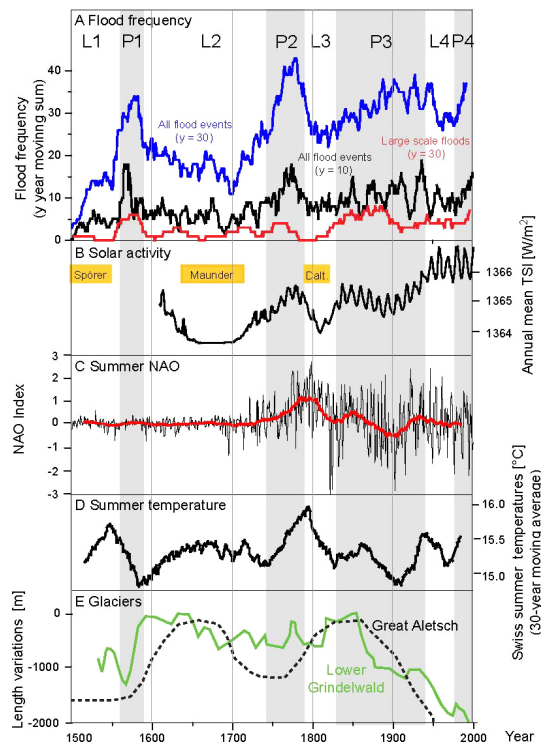 A Flood frequency
L1 P1 L2 P2 L3 P3 L4 P4
Flood frequency
(y year movinng sum)
40
30
20
10
0
All flood events
(y = 30)
All flood events
(y = 10)
Large scale floods
(y = 30)
B Solar activity
Spörer
Maunder
Dalt.
1366
1365
1364
Annual mean TSI [W/m²]
C Summer NAO
NAO Index
3
2
1
0
-1
-2
-3
D Summer temperature
16.0
15.5
15.0
Swiss summer temperatures [°C]
(30-year moving average)
E Glaciers
Length variations [m]
0
-1000
-2000
Great Aletsch
Lower
Grindelwald
1500 1600 1700 1800 1900 2000 Year